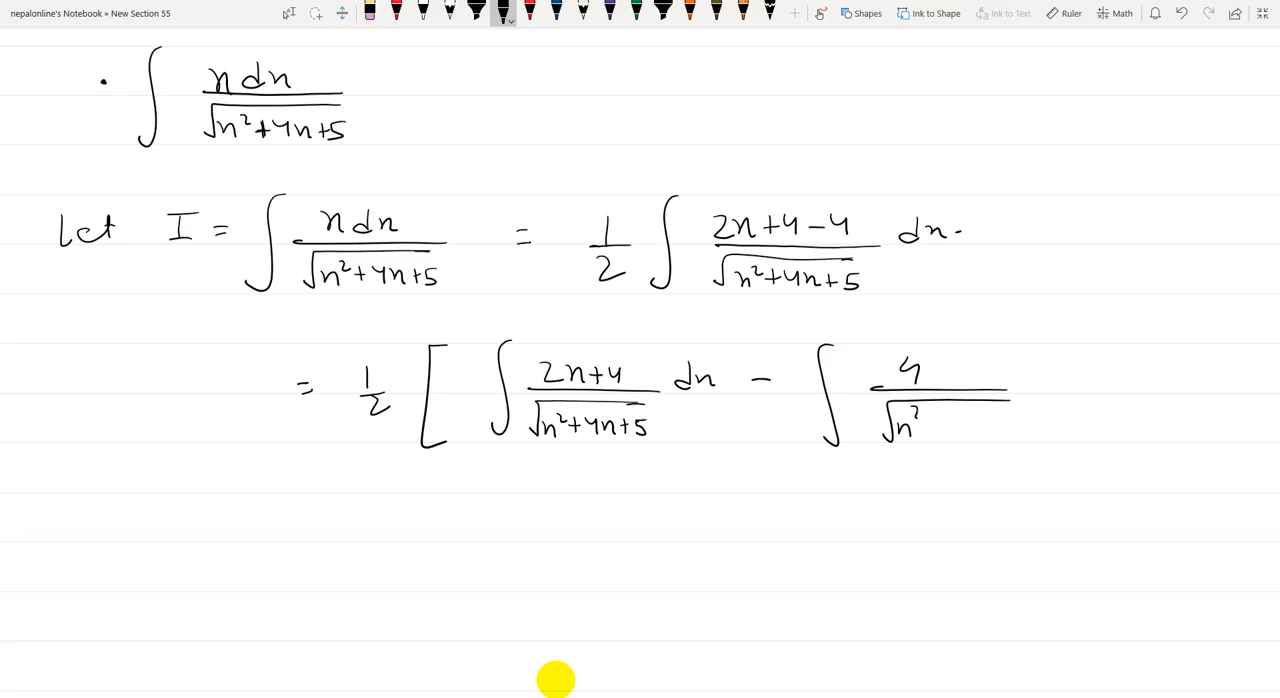 nepalonline's Notebook » New Section 55 Shapes Ink to Shape Ink to Text Ruler Math
. ∫ x dx / √(x²+4x+5)
Let I = ∫ x dx / √(x²+4x+5) = 1/2 ∫ (2x+4-4) / √(x²+4x+5) dx.
= 1/2 [ ∫ (2x+4) / √(x²+4x+5) dx - ∫ 4 / √(x²